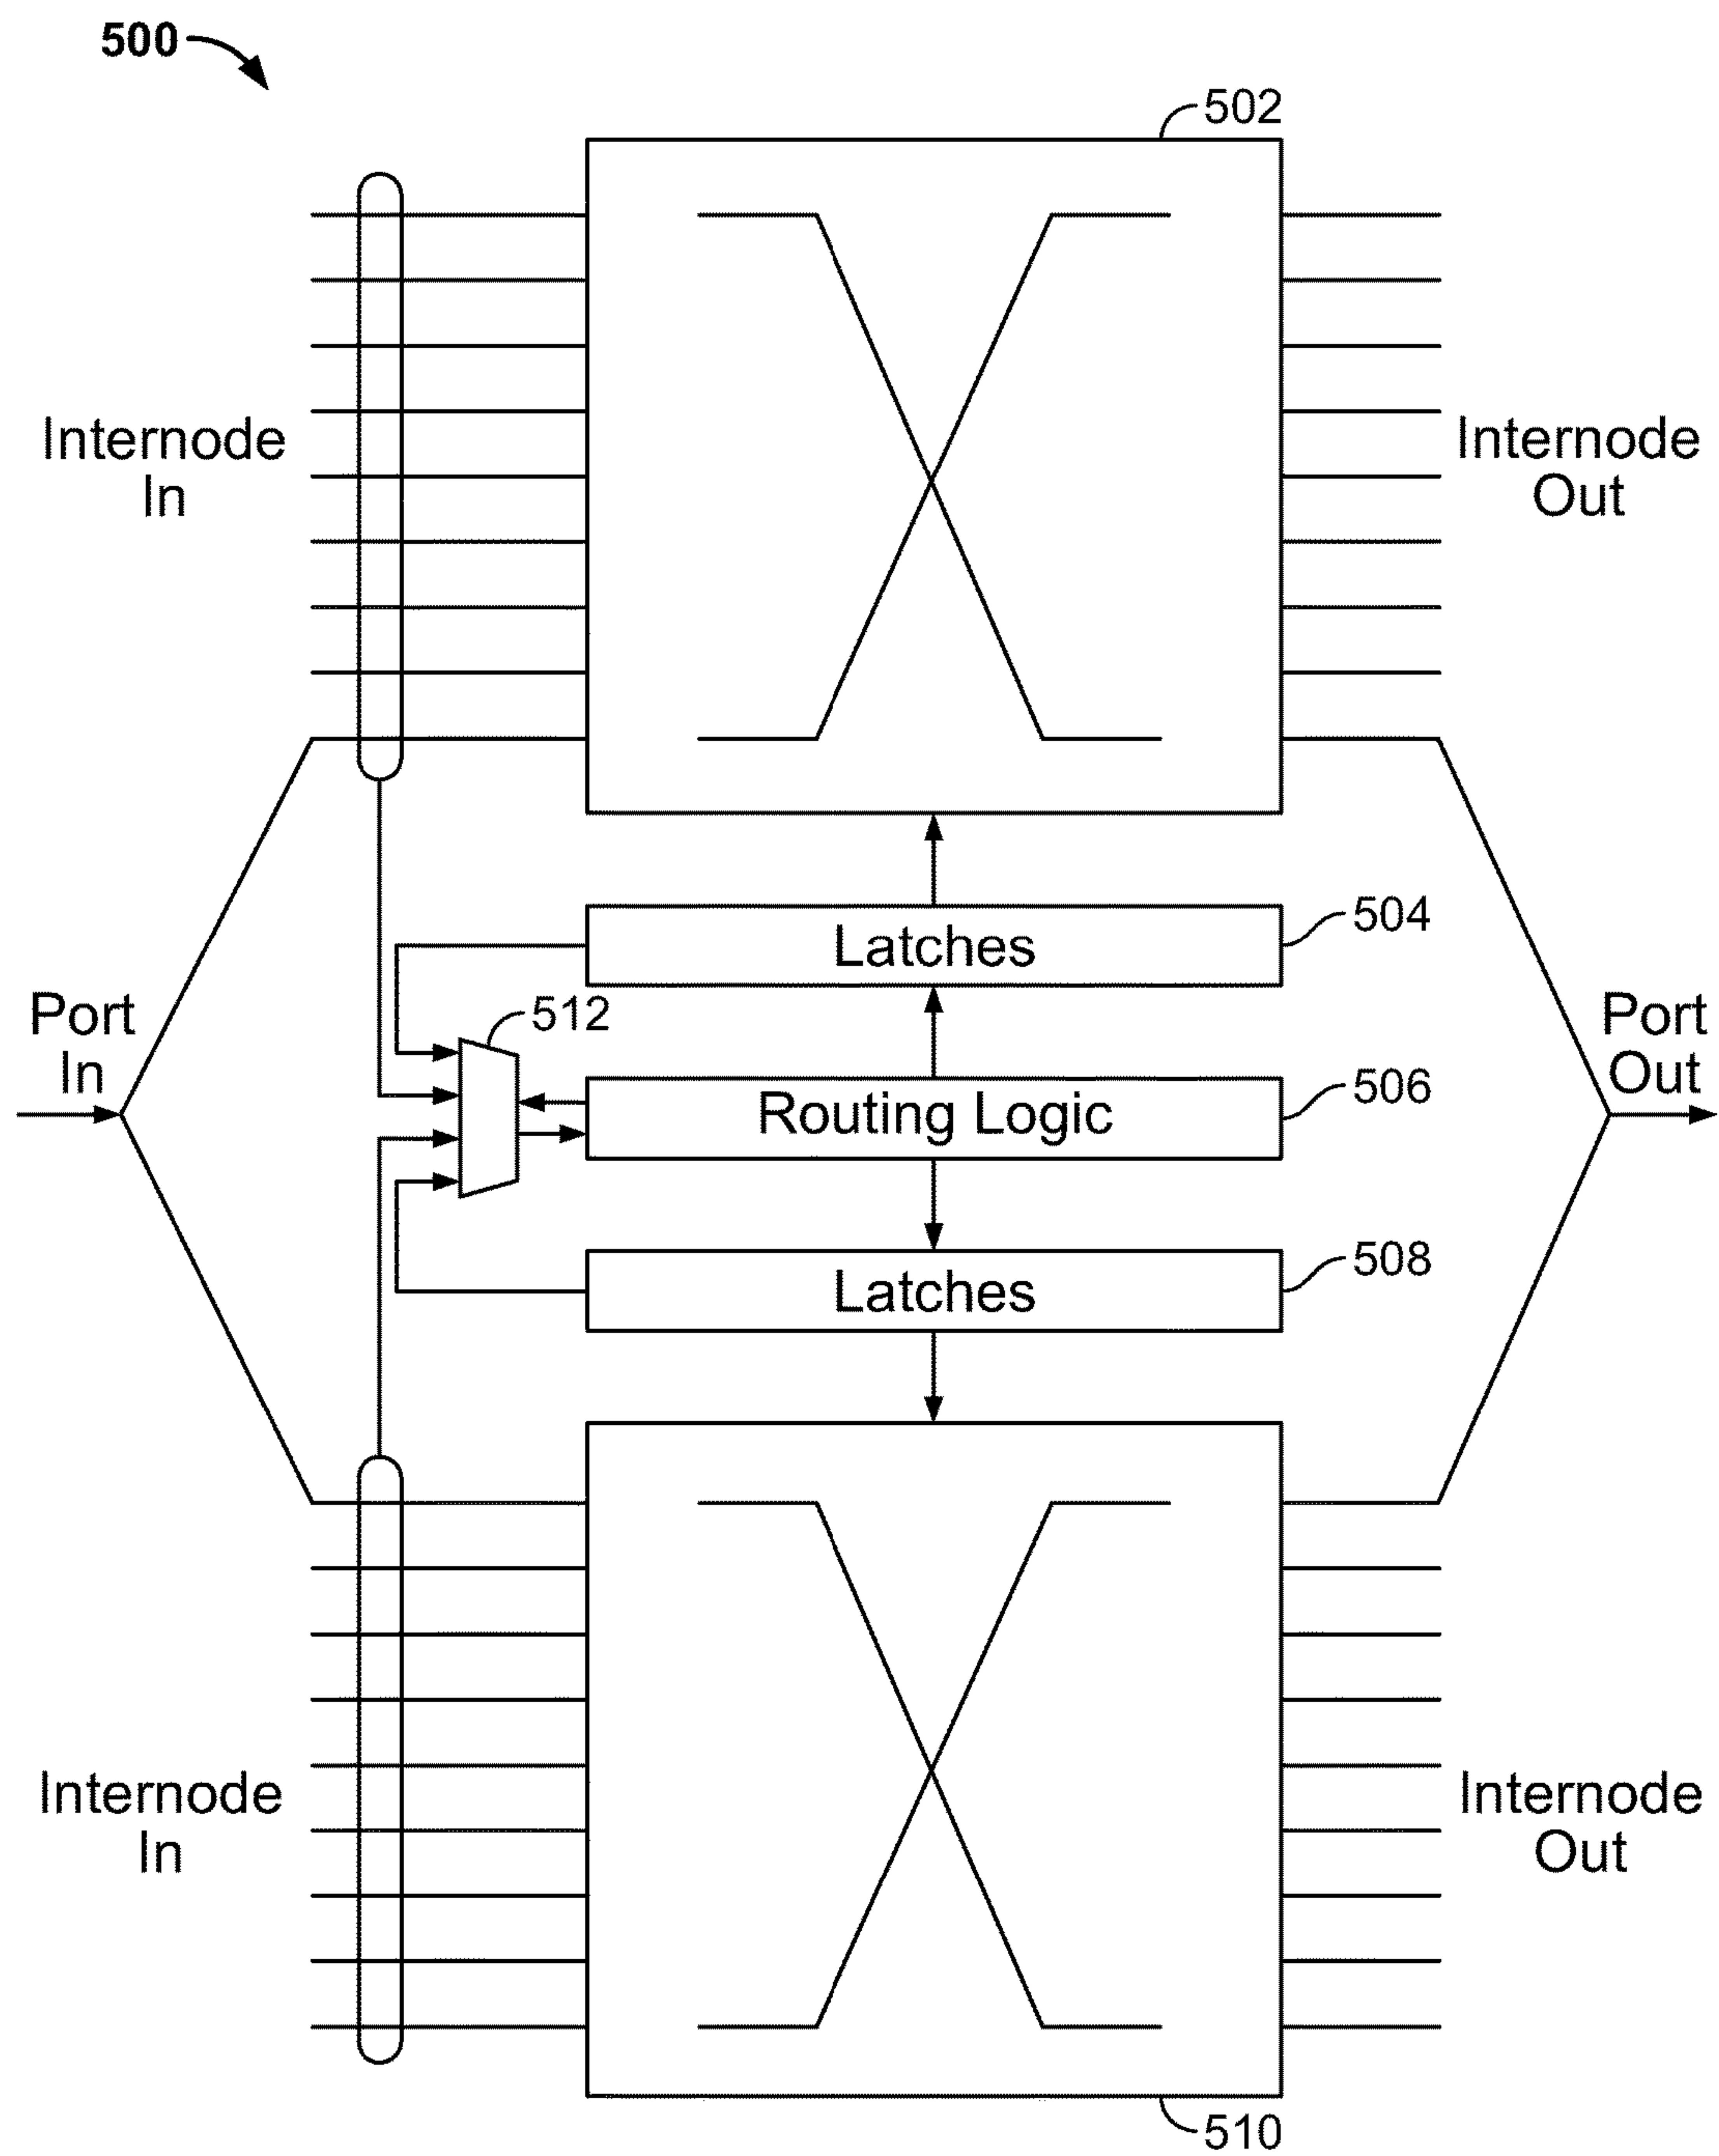 500
502
Internode
In
Internode
Out
504
Latches
Port
In
512
Port
Out
506
Routing Logic
508
Latches
Internode
In
Internode
Out
510